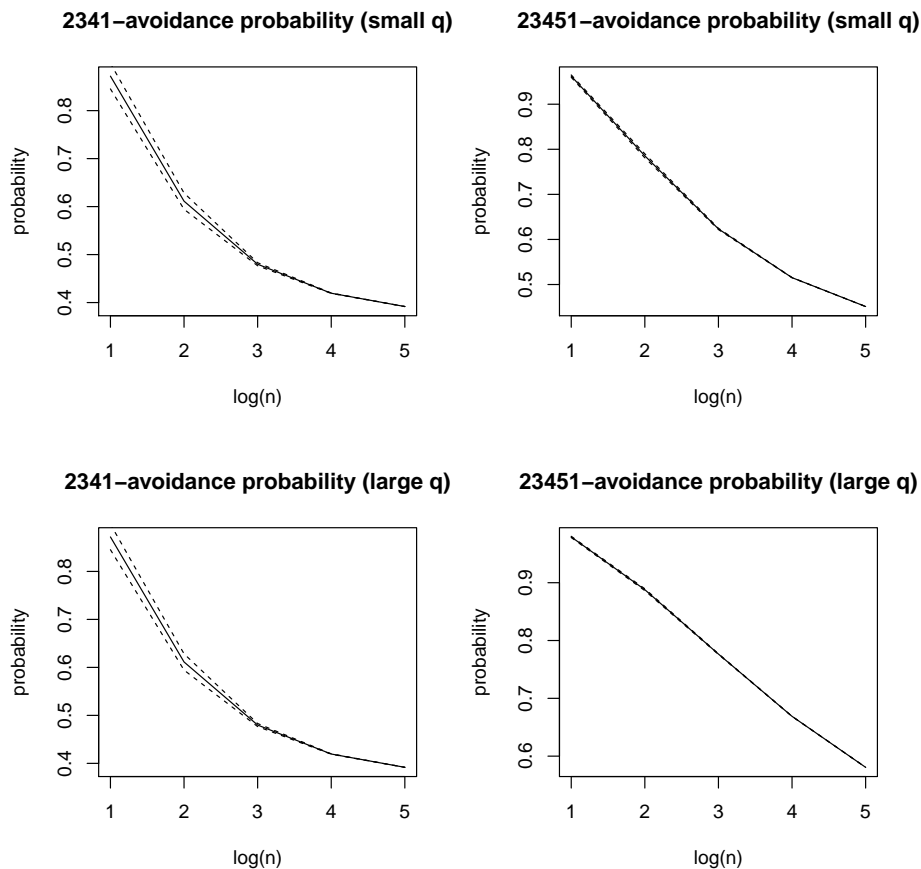 2341−avoidance probability (small q)
probability
0.4 0.5 0.6 0.7 0.8
1 2 3 4 5
log(n)
23451−avoidance probability (small q)
probability
0.5 0.6 0.7 0.8 0.9
1 2 3 4 5
log(n)
2341−avoidance probability (large q)
probability
0.4 0.5 0.6 0.7 0.8
1 2 3 4 5
log(n)
23451−avoidance probability (large q)
probability
0.6 0.7 0.8 0.9
1 2 3 4 5
log(n)